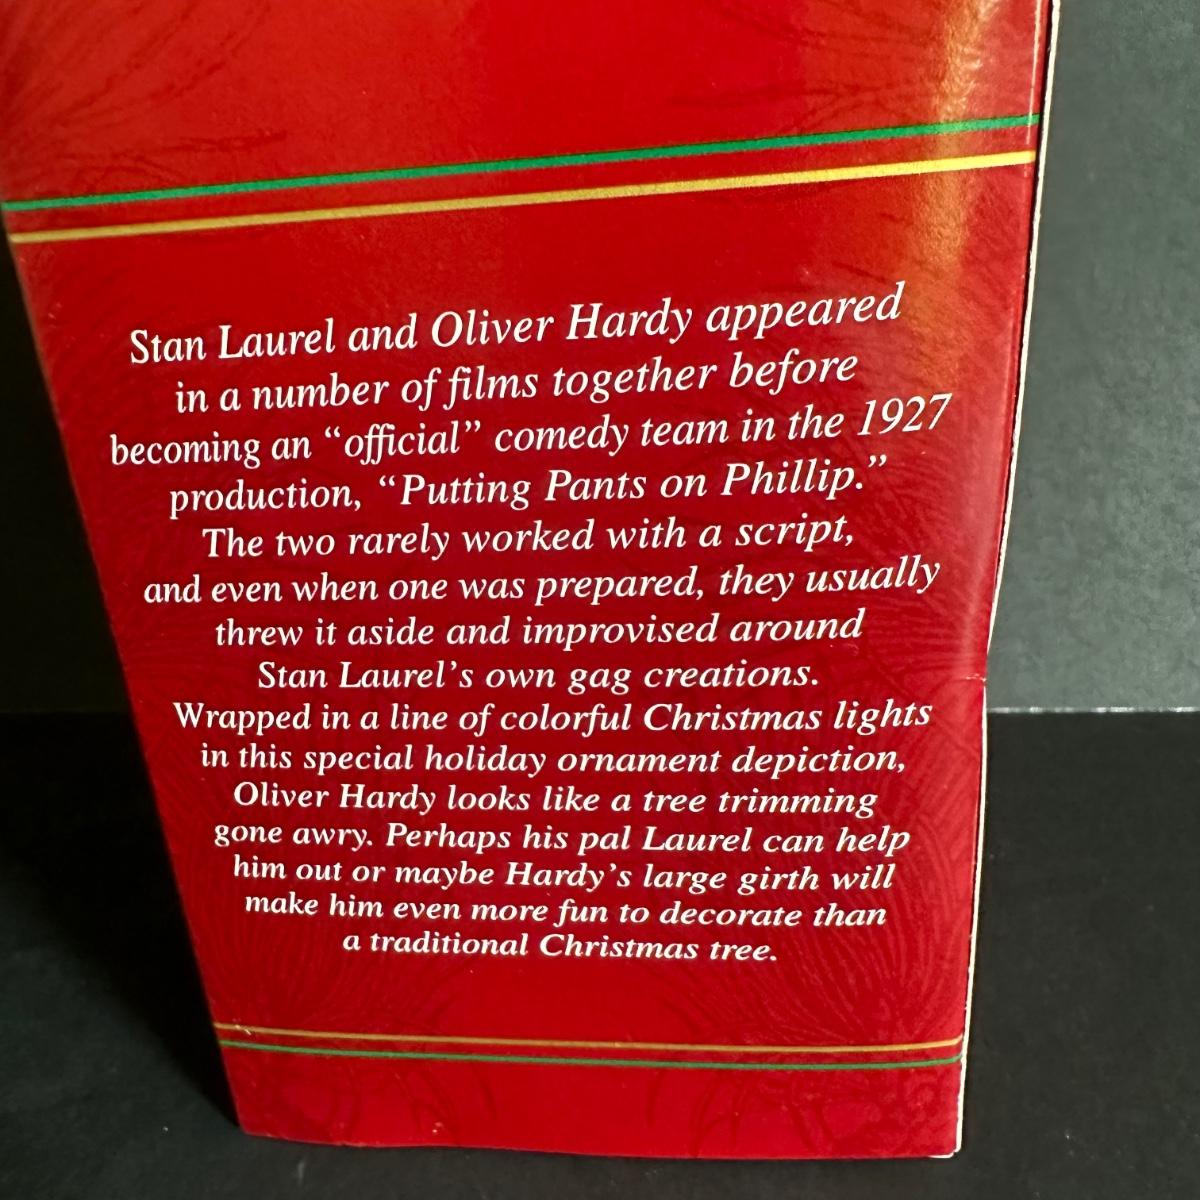 Stan Laurel and Oliver Hardy appeared
in a number of films together before
becoming an “official” comedy team in the 1927
production, “Putting Pants on Phillip.”
The two rarely worked with a script,
and even when one was prepared, they usually
threw it aside and improvised around
Stan Laurel’s own gag creations.
Wrapped in a line of colorful Christmas lights
in this special holiday ornament depiction,
Oliver Hardy looks like a tree trimming
gone awry. Perhaps his pal Laurel can help
him out or maybe Hardy’s large girth will
make him even more fun to decorate than
a traditional Christmas tree.